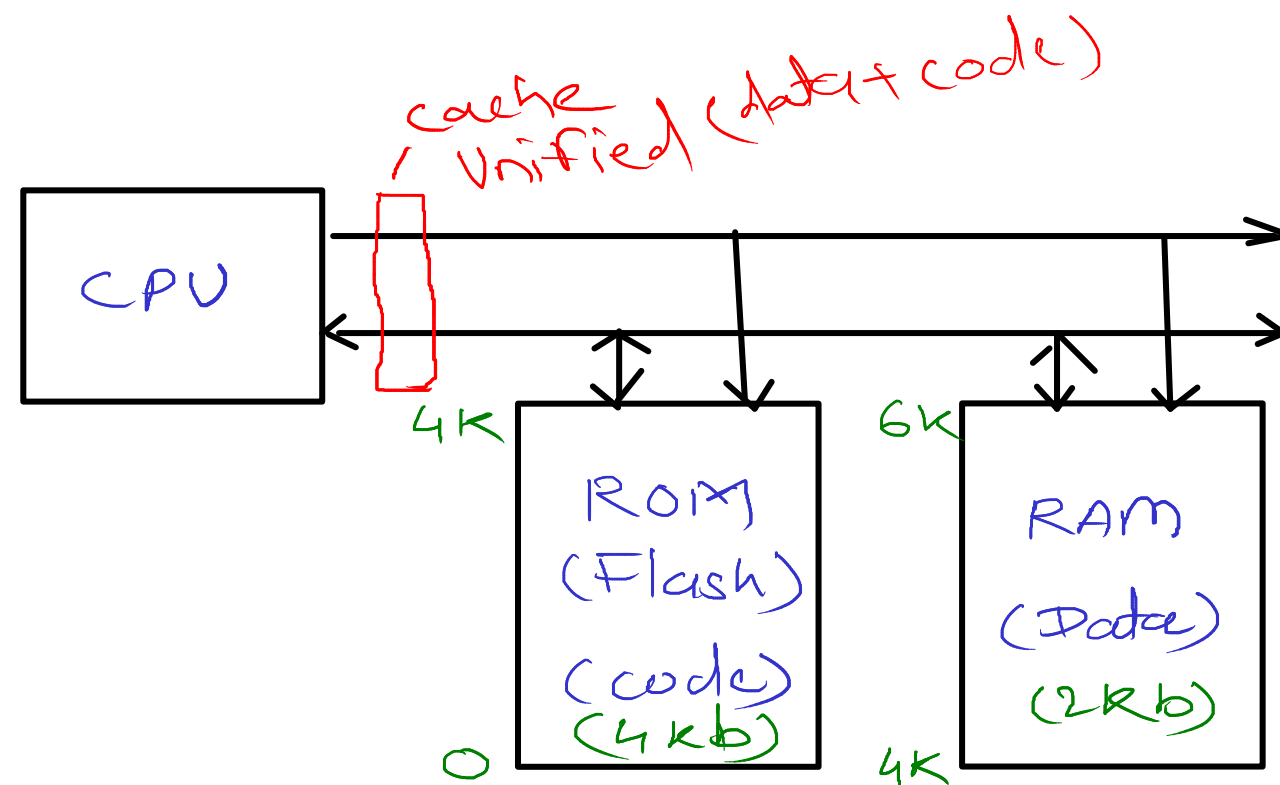 cache
Unified (data+ code)
CPU
4K
ROM
(Flash)
(code)
(4kb)
0
6K
RAM
(Data)
(2Kb)
4K